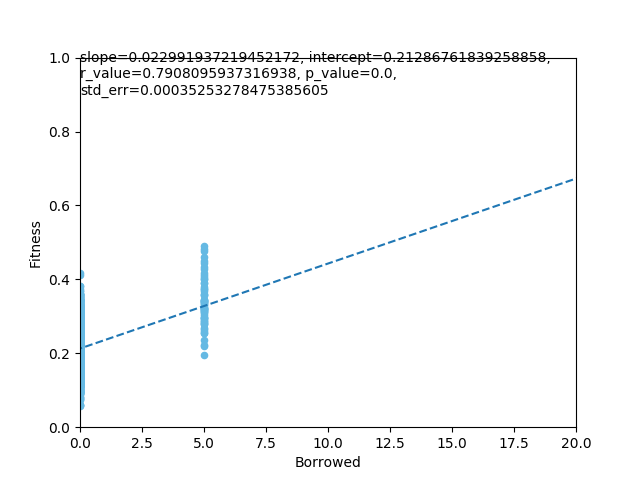 slope=0.022991937219452172, intercept=0.21286761839258858,
r_value=0.7908095937316938, p_value=0.0,
std_err=0.00035253278475385605
1.0
0.8
0.6
Fitness
0.4
0.2
0.0
0.0 2.5 5.0 7.5 10.0 12.5 15.0 17.5 20.0
Borrowed